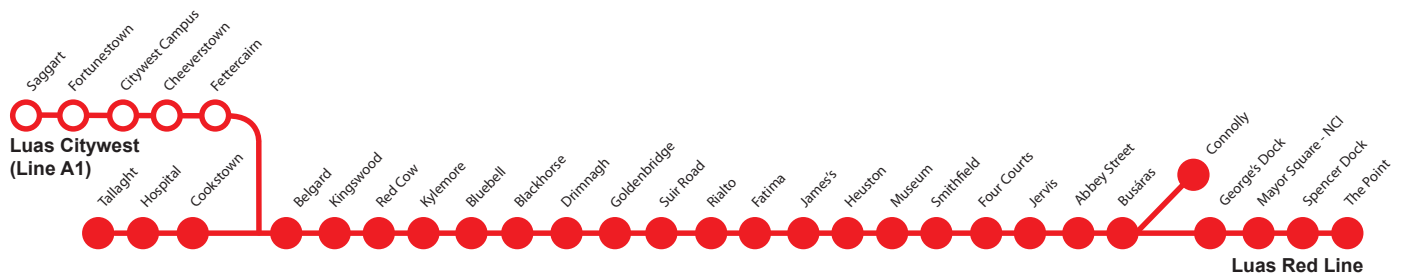 Saggart
Fortunestown
Citywest Campus
Cheeverstown
Fettercairn
Luas Citywest
(Line A1)
Tallaght
Hospital
Cookstown
Belgard
Kingswood
Red Cow
Kylemore
Bluebell
Blackhorse
Drimnagh
Goldenbridge
Suir Road
Rialto
Fatima
James's
Heuston
Museum
Smithfield
Four Courts
Jervis
Abbey Street
Busáras
Connolly
George's Dock
Mayor Square - NCI
Spencer Dock
The Point
Luas Red Line